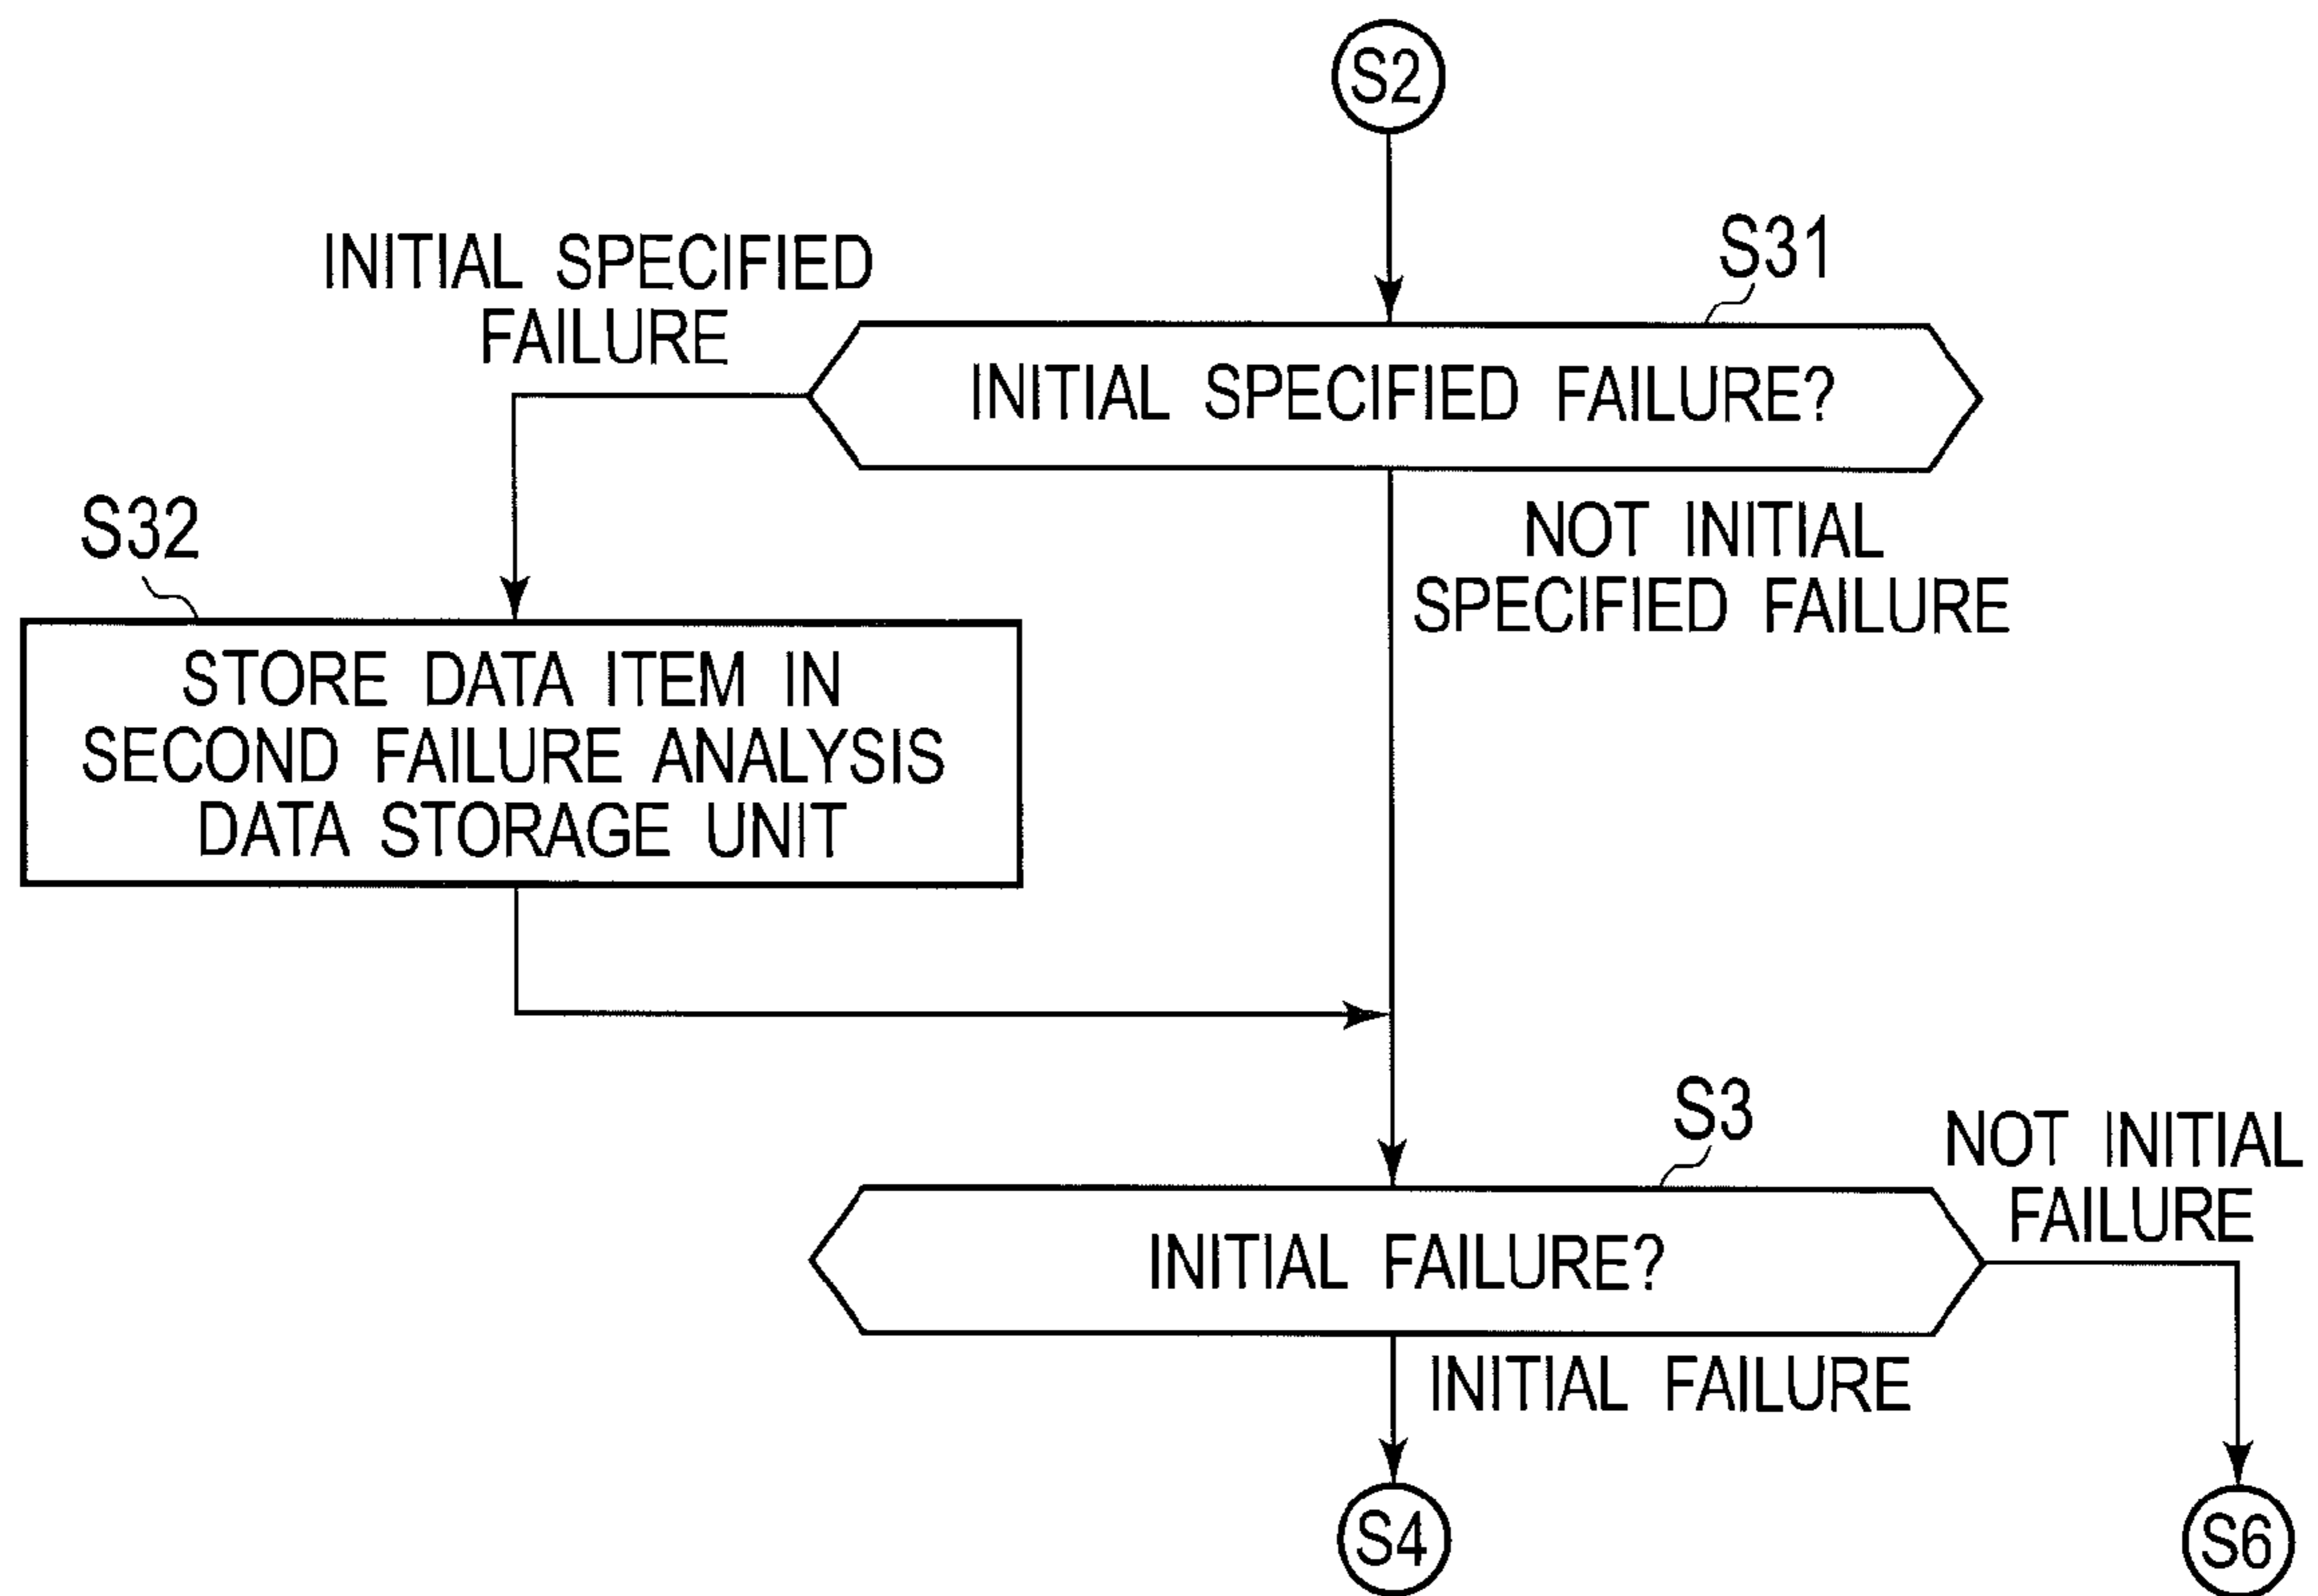 S2
S31
INITIAL SPECIFIED
FAILURE
INITIAL SPECIFIED FAILURE?
NOT INITIAL
SPECIFIED FAILURE
S32
STORE DATA ITEM IN
SECOND FAILURE ANALYSIS
DATA STORAGE UNIT
S3
NOT INITIAL
FAILURE
INITIAL FAILURE?
INITIAL FAILURE
S4
S6